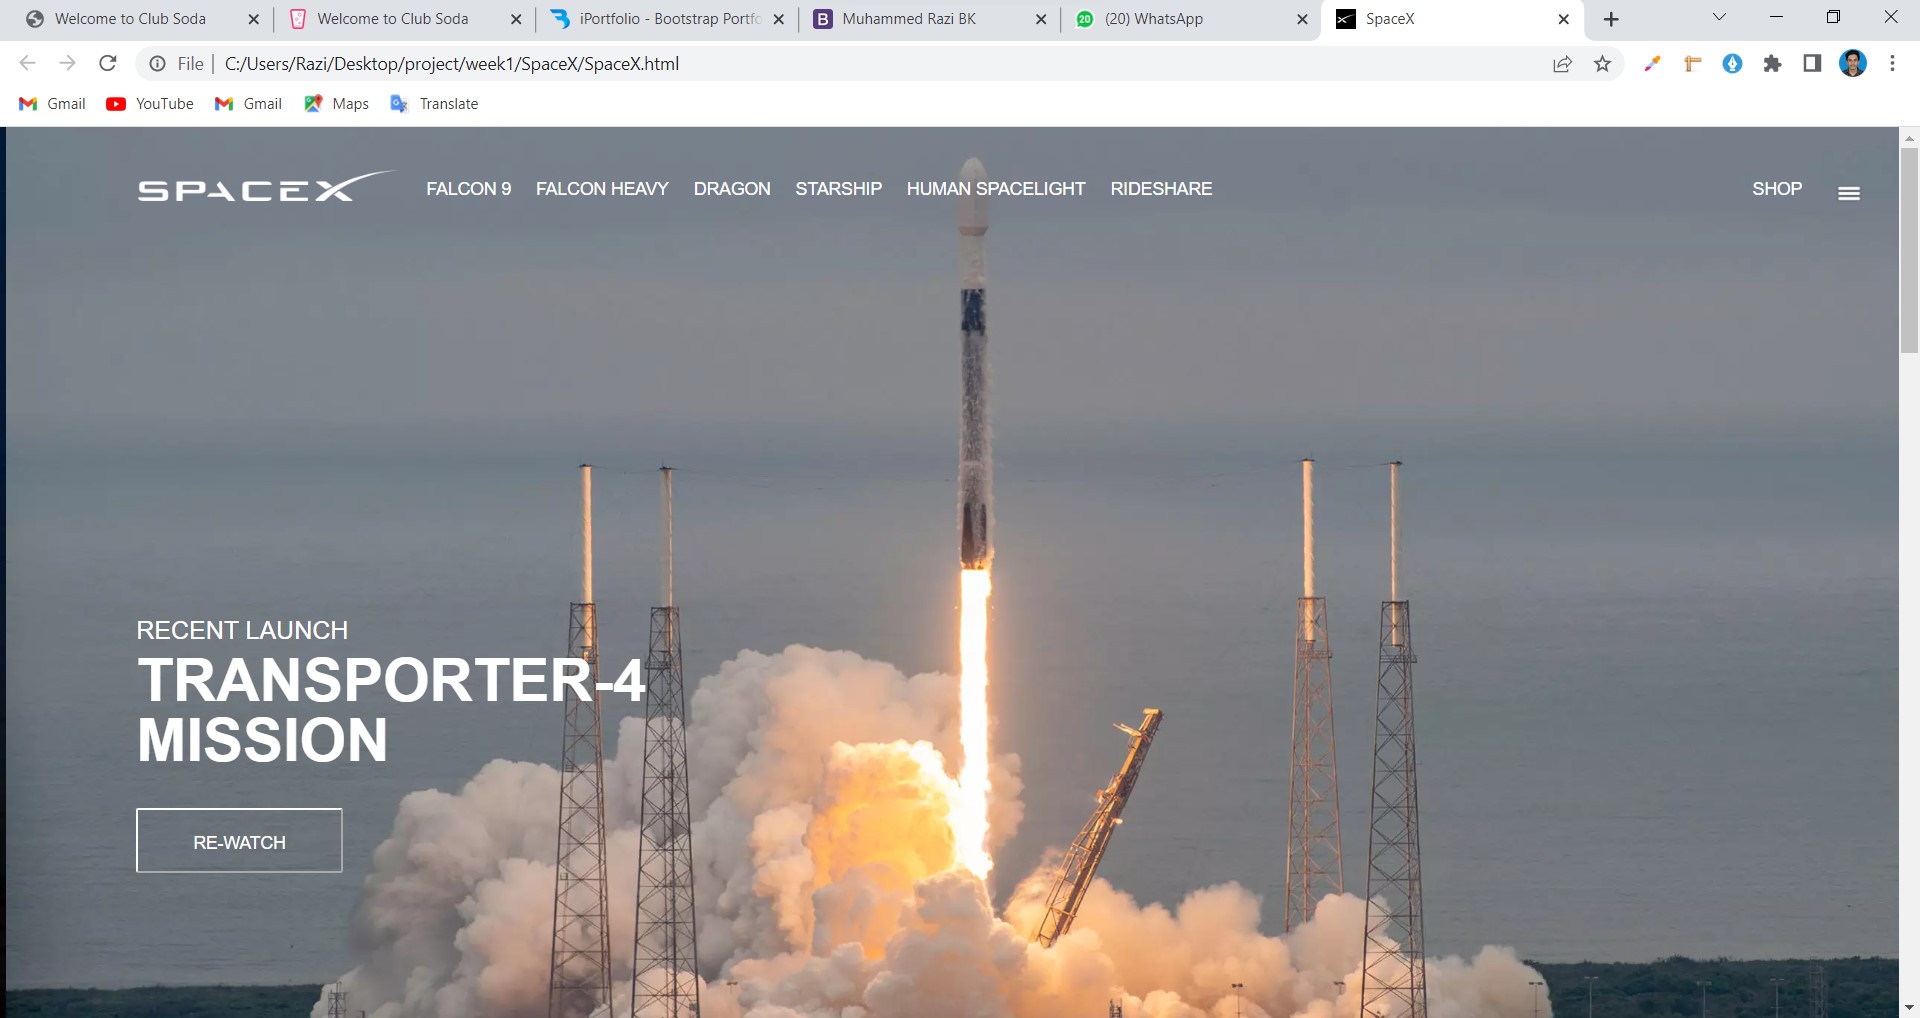 Welcome to Club Soda
Welcome to Club Soda
iPortfolio - Bootstrap Portfo
B
Muhammed Razi BK
20
(20) WhatsApp
SpaceX
File
C:/Users/Razi/Desktop/project/week1/SpaceX/SpaceX.html
Gmail
YouTube
Gmail
Maps
Translate
SPACEX
FALCON 9
FALCON HEAVY
DRAGON
STARSHIP
HUMAN SPACELIGHT
RIDESHARE
SHOP
RECENT LAUNCH
TRANSPORTER-4
MISSION
RE-WATCH